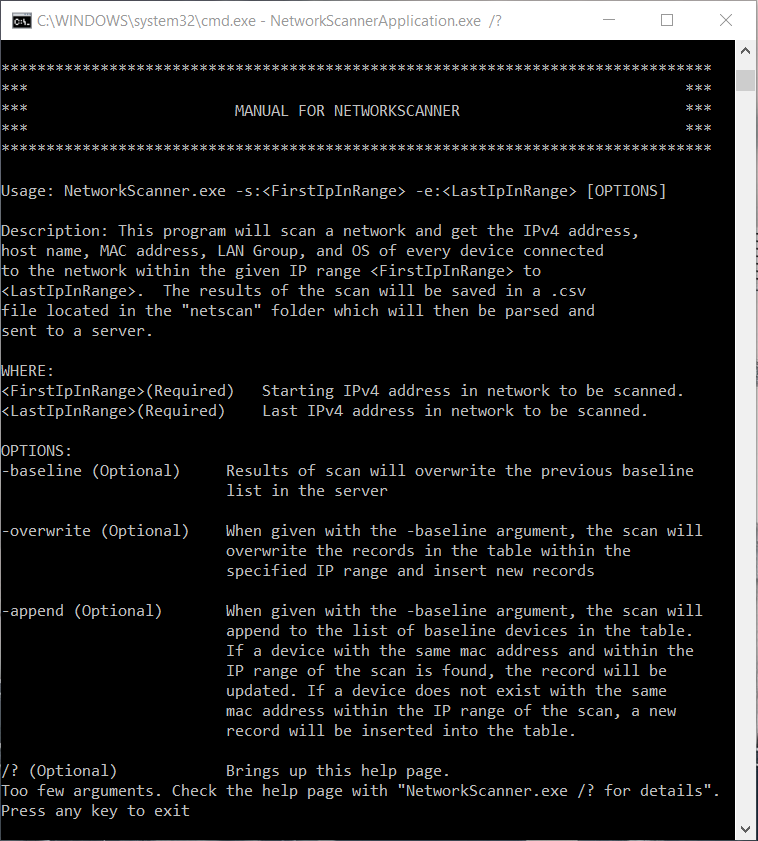 C:\WINDOWS\system32\cmd.exe - NetworkScannerApplication.exe /?
*******************************************************************************
***                                                                         ***
***                       MANUAL FOR NETWORKSCANNER                         ***
***                                                                         ***
*******************************************************************************
Usage: NetworkScanner.exe -s:<FirstIpInRange> -e:<LastIpInRange> [OPTIONS]
Description: This program will scan a network and get the IPv4 address,
host name, MAC address, LAN Group, and OS of every device connected
to the network within the given IP range <FirstIpInRange> to
<LastIpInRange>.  The results of the scan will be saved in a .csv
file located in the "netscan" folder which will then be parsed and
sent to a server.
WHERE:
<FirstIpInRange>(Required)   Starting IPv4 address in network to be scanned.
<LastIpInRange>(Required)    Last IPv4 address in network to be scanned.
OPTIONS:
-baseline (Optional)     Results of scan will overwrite the previous baseline
                         list in the server
-overwrite (Optional)    When given with the -baseline argument, the scan will
                         overwrite the records in the table within the
                         specified IP range and insert new records
-append (Optional)       When given with the -baseline argument, the scan will
                         append to the list of baseline devices in the table.
                         If a device with the same mac address and within the
                         IP range of the scan is found, the record will be
                         updated. If a device does not exist with the same
                         mac address within the IP range of the scan, a new
                         record will be inserted into the table.
/? (Optional)            Brings up this help page.
Too few arguments. Check the help page with "NetworkScanner.exe /? for details".
Press any key to exit